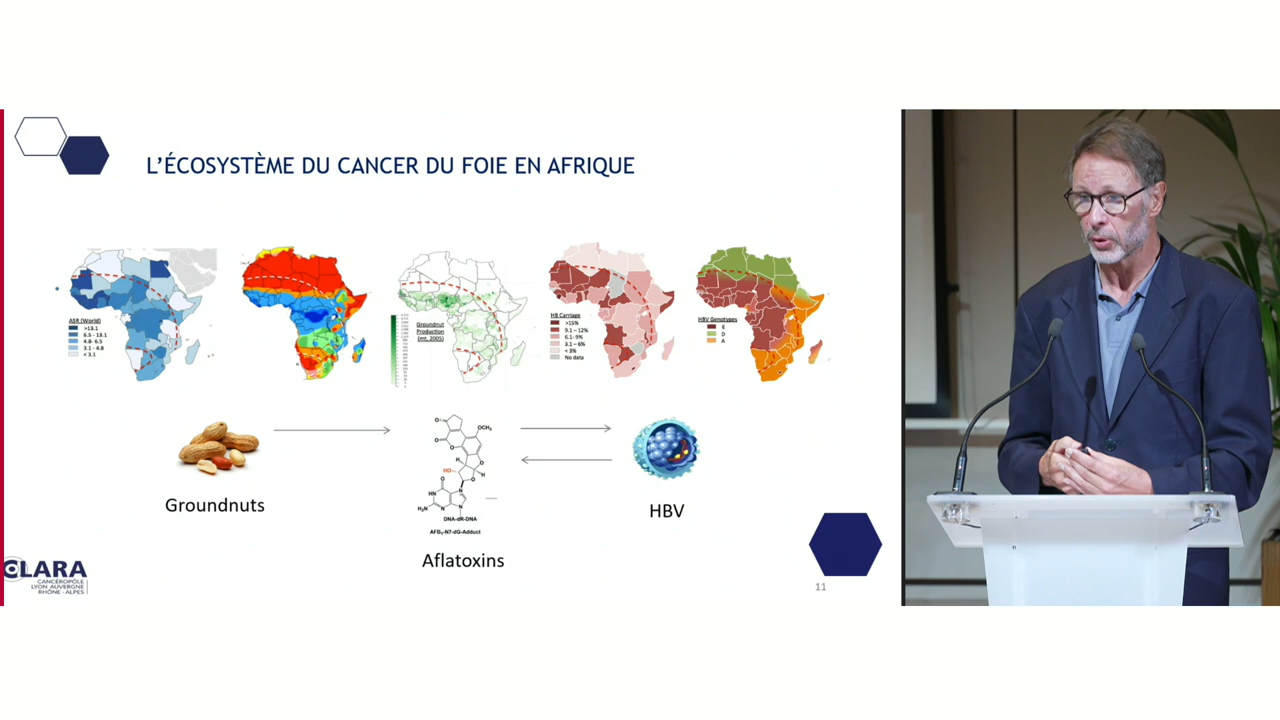 L'ÉCOSYSTÈME DU CANCER DU FOIE EN AFRIQUE
ASR (World)
>13.1
6.5 - 13.1
4.8- 6.5
3.1 - 4.8
< 3.1
Groundnut
Production
(mt, 2005)
HB Carriage
>15%
9.1 – 12%
6.1- 9%
3.1 – 6%
< 3%
No data
HBV Genotypes
E
D
A
Groundnuts
O
OCH₃
O
O
O
H
HO
O
H
O
O
N
HN
H₂N
N
N
DNA-dR-DNA
AFB₁-N7-dG-Adduct
Aflatoxins
HBV
CLARA
CANCÉROPÔLE
LYON AUVERGNE
RHÔNE - ALPES
11